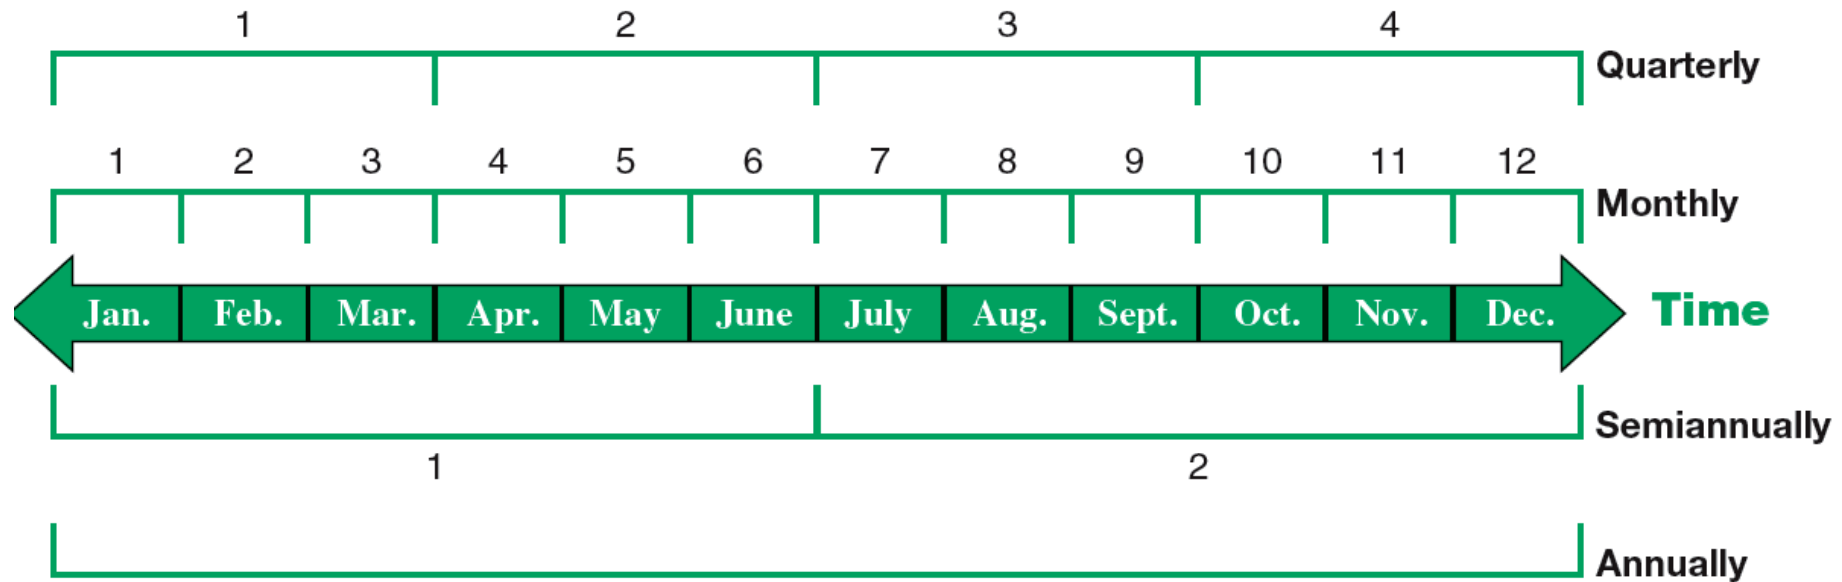 1 2 3 4
Quarterly
1 2 3 4 5 6 7 8 9 10 11 12
Monthly
Jan. Feb. Mar. Apr. May June July Aug. Sept. Oct. Nov. Dec. Time
Semiannually
1 2
Annually